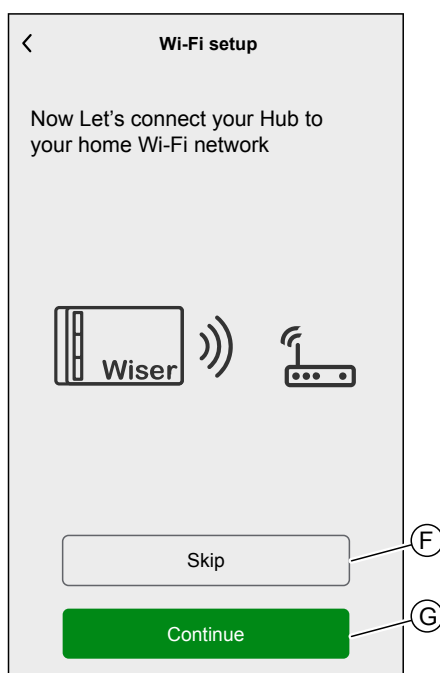 Wi-Fi setup
Now Let's connect your Hub to
your home Wi-Fi network
Wiser
Skip
F
Continue
G